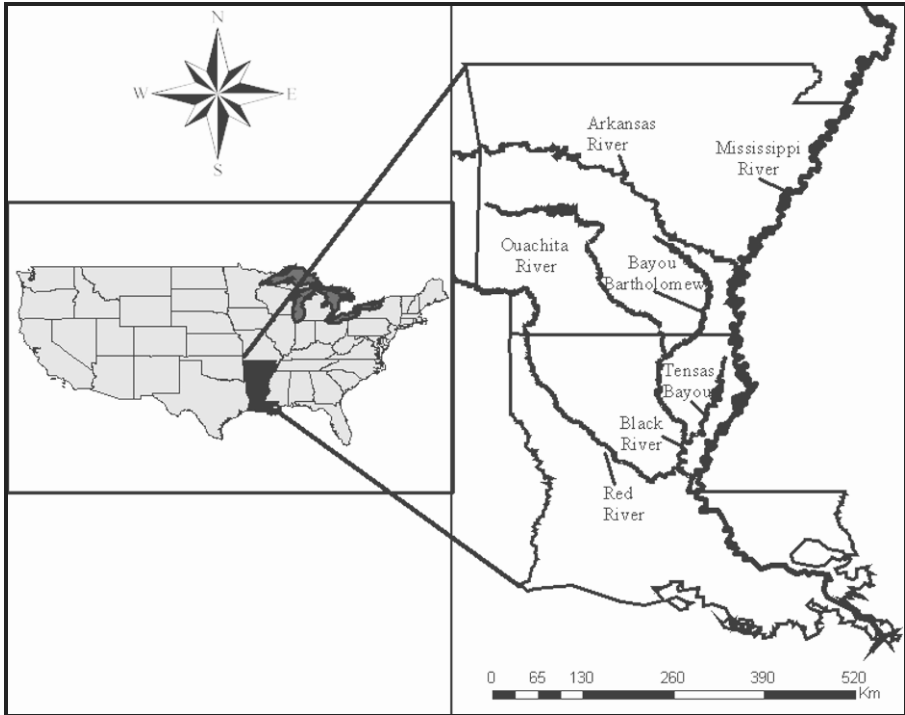 N
W
E
S
Arkansas
River
Mississippi
River
Ouachita
River
Bayou
Bartholomew
Tensas
Bayou
Black
River
Red
River
0 65 130 260 390 520
Km